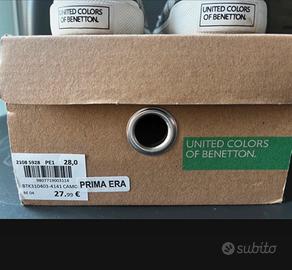 UNITED COLORS
OF BENETTON.
UNITED COLORS
OF BENETTON.
2108 5928 PE1 28,0
BTK310403-4141 CAMC
PRIMA ERA
27.99 €
UNITED COLORS
OF BENETTON.
subito